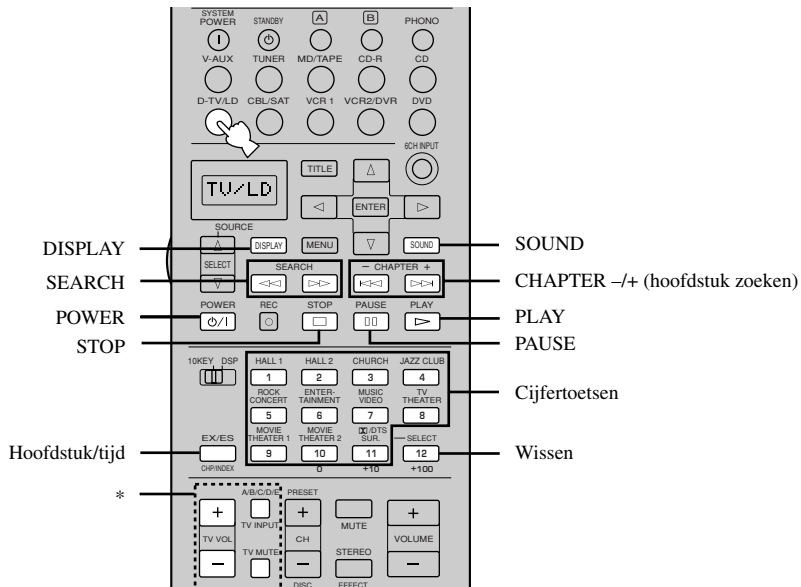 SYSTEM POWER STANDBY A B PHONO
V-AUX TUNER MD/TAPE CD-R CD
D-TV/LD CBL/SAT VCR 1 VCR2/DVR DVD
6CH INPUT
TITLE
TV/LD
ENTER
SOURCE
DISPLAY DISPLAY MENU SOUND SOUND
SELECT
SEARCH SEARCH – CHAPTER + CHAPTER –/+ (hoofdstuk zoeken)
POWER REC STOP PAUSE PLAY
POWER PLAY
STOP PAUSE
10KEY DSP HALL 1 HALL 2 CHURCH JAZZ CLUB
1 2 3 4
ROCK CONCERT ENTER-TAINMENT MUSIC VIDEO TV THEATER
Cijfertoetsen
5 6 7 8
EX/ES MOVIE THEATER 1 MOVIE THEATER 2 /DTS SUR. SELECT
Hoofdstuk/tijd 9 10 11 12 Wissen
CHP/INDEX 0 +10 +100
*
A/B/C/D/E PRESET
+ + +
TV INPUT MUTE
TV VOL CH VOLUME
TV MUTE STEREO
– – –
DISC EFFECT